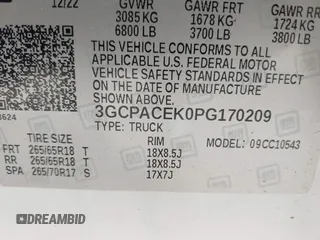 12/22 GVWR GAWR FRT GAWR RR
3085 KG 1678 KG 1724 KG
6800 LB 3700 LB 3800 LB
THIS VEHICLE CONFORMS TO ALL
APPLICABLE U.S. FEDERAL MOTOR
VEHICLE SAFETY STANDARDS IN EFFECT
ON THE DATE OF MANUFACTURE
SHOWN ABOVE.
3GCPACEK0PG170209
TYPE: TRUCK MODEL: 09CC10543
3624
TIRE SIZE RIM
FRT 265/65R18 T 18X8.5J
RR 265/65R18 T 18X8.5J
SPA 265/70R17 S 17X7J
DREAMBID